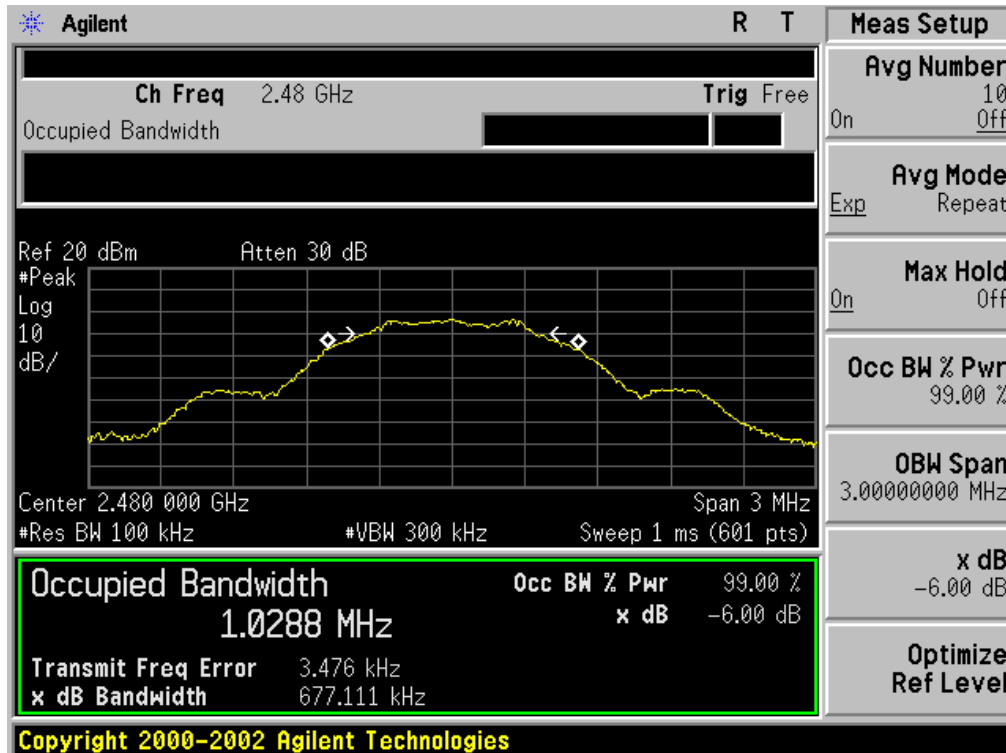 Agilent
R T
Ch Freq 2.48 GHz
Trig Free
Occupied Bandwidth
Ref 20 dBm
Atten 30 dB
#Peak
Log
10
dB/
Center 2.480 000 GHz
Span 3 MHz
#Res BW 100 kHz
#VBW 300 kHz
Sweep 1 ms (601 pts)
Occupied Bandwidth
1.0288 MHz
Occ BW % Pwr 99.00 %
x dB -6.00 dB
Transmit Freq Error 3.476 kHz
x dB Bandwidth 677.111 kHz
Copyright 2000-2002 Agilent Technologies
Meas Setup
Avg Number
10
On Off
Avg Mode
Exp Repeat
Max Hold
On Off
Occ BW % Pwr
99.00 %
OBW Span
3.00000000 MHz
x dB
-6.00 dB
Optimize
Ref Level